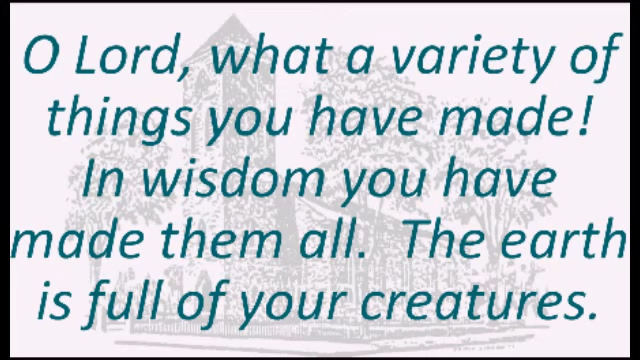 O Lord, what a variety of
things you have made!
In wisdom you have
made them all.  The earth
is full of your creatures.